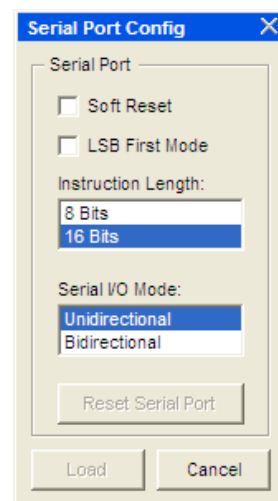 Serial Port Config
Serial Port
Soft Reset
LSB First Mode
Instruction Length:
8 Bits
16 Bits
Serial I/O Mode:
Unidirectional
Bidirectional
Reset Serial Port
Load Cancel